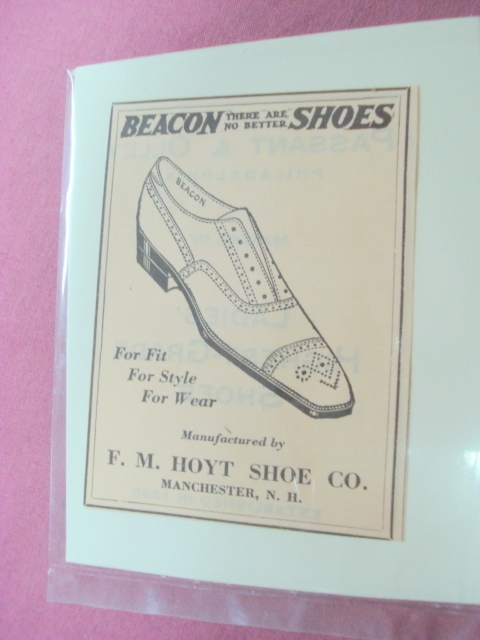 BEACON THERE ARE NO BETTER SHOES
BEACON
For Fit
For Style
For Wear
Manufactured by
F. M. HOYT SHOE CO.
MANCHESTER, N. H.